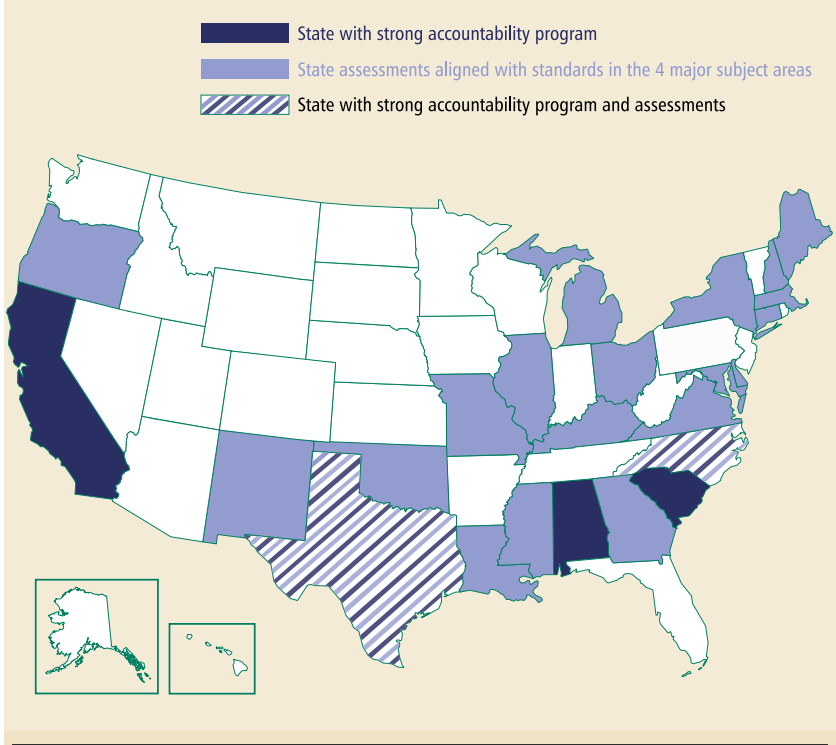 State with strong accountability program
State assessments aligned with standards in the 4 major subject areas
State with strong accountability program and assessments